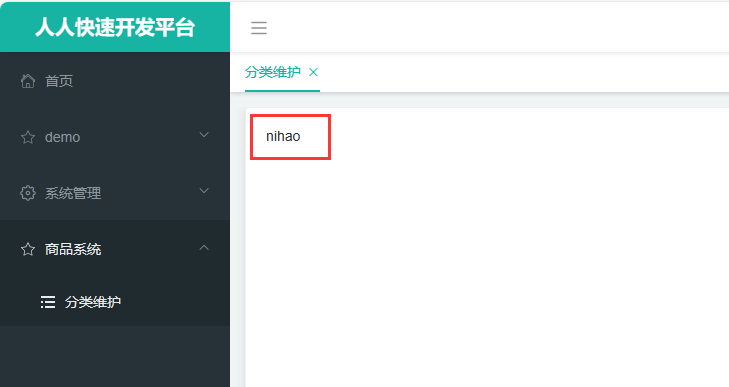 人人快速开发平台
首页
demo
系统管理
商品系统
分类维护
分类维护
nihao